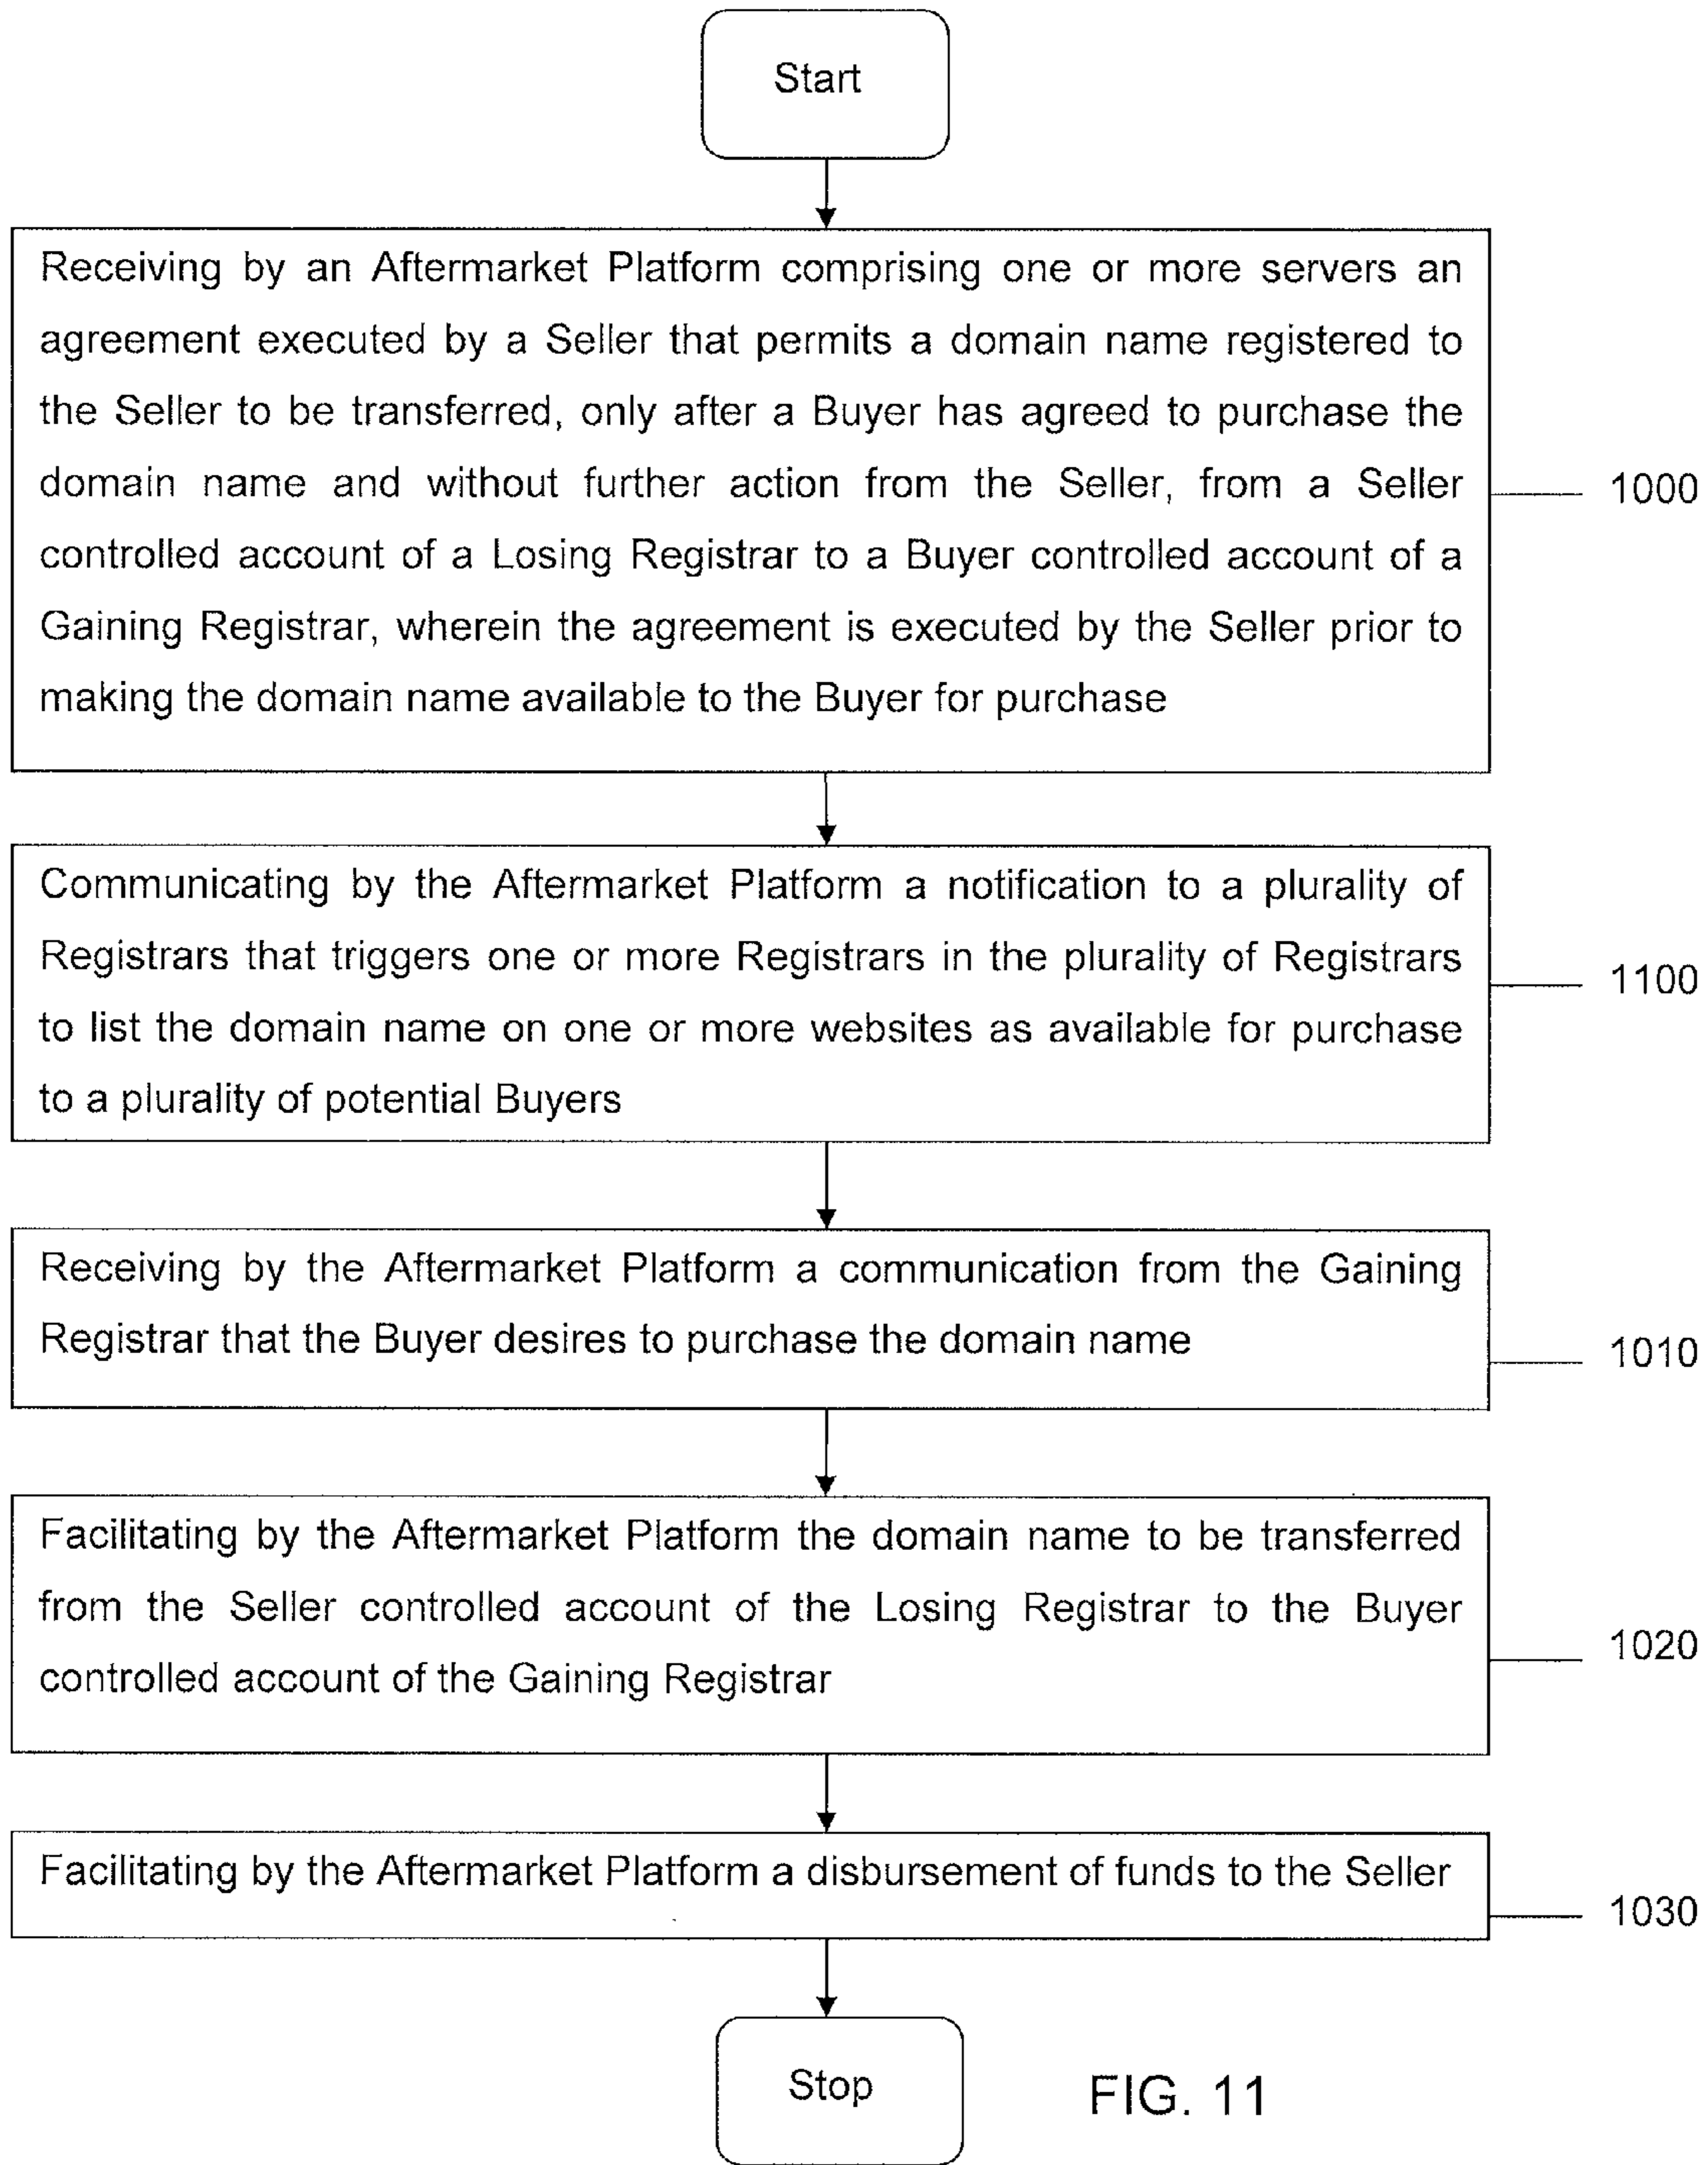 Start
Receiving by an Aftermarket Platform comprising one or more servers an
agreement executed by a Seller that permits a domain name registered to
the Seller to be transferred, only after a Buyer has agreed to purchase the
domain name and without further action from the Seller, from a Seller
controlled account of a Losing Registrar to a Buyer controlled account of a
Gaining Registrar, wherein the agreement is executed by the Seller prior to
making the domain name available to the Buyer for purchase
1000
Communicating by the Aftermarket Platform a notification to a plurality of
Registrars that triggers one or more Registrars in the plurality of Registrars
to list the domain name on one or more websites as available for purchase
to a plurality of potential Buyers
1100
Receiving by the Aftermarket Platform a communication from the Gaining
Registrar that the Buyer desires to purchase the domain name
1010
Facilitating by the Aftermarket Platform the domain name to be transferred
from the Seller controlled account of the Losing Registrar to the Buyer
controlled account of the Gaining Registrar
1020
Facilitating by the Aftermarket Platform a disbursement of funds to the Seller
1030
Stop
FIG. 11